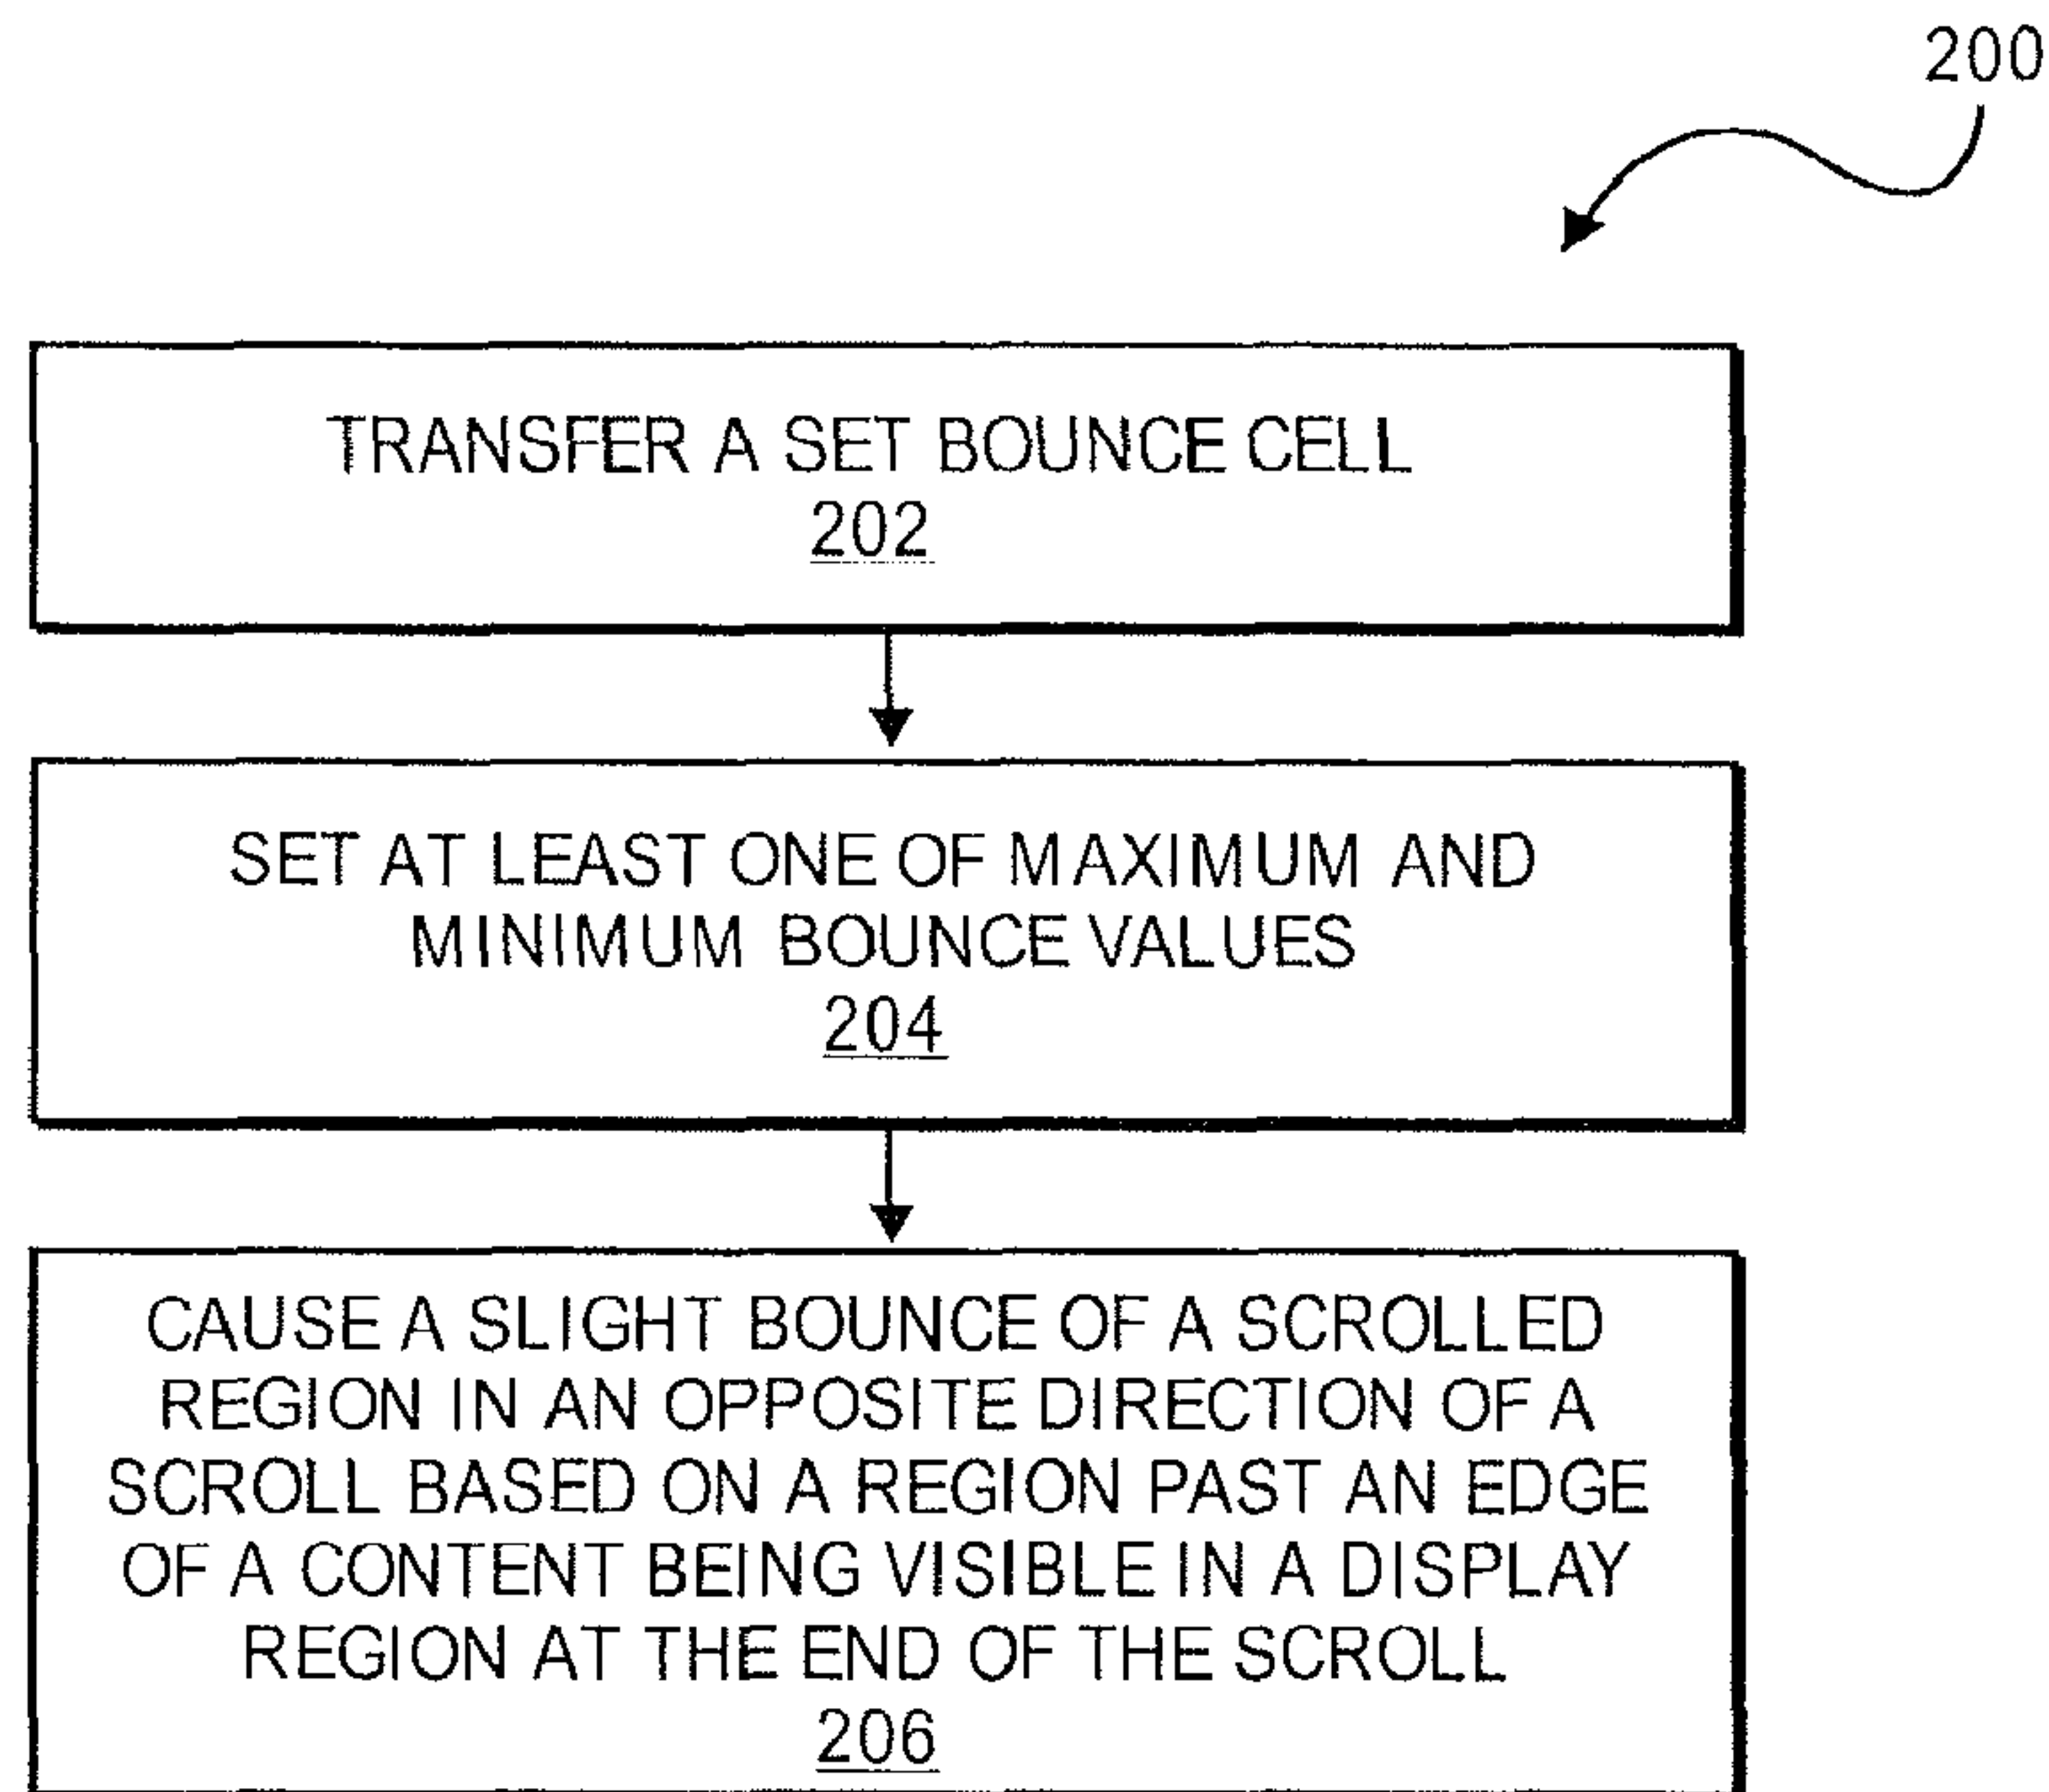 200
TRANSFER A SET BOUNCE CELL
202
SET AT LEAST ONE OF MAXIMUM AND
MINIMUM BOUNCE VALUES
204
CAUSE A SLIGHT BOUNCE OF A SCROLLED
REGION IN AN OPPOSITE DIRECTION OF A
SCROLL BASED ON A REGION PAST AN EDGE
OF A CONTENT BEING VISIBLE IN A DISPLAY
REGION AT THE END OF THE SCROLL
206